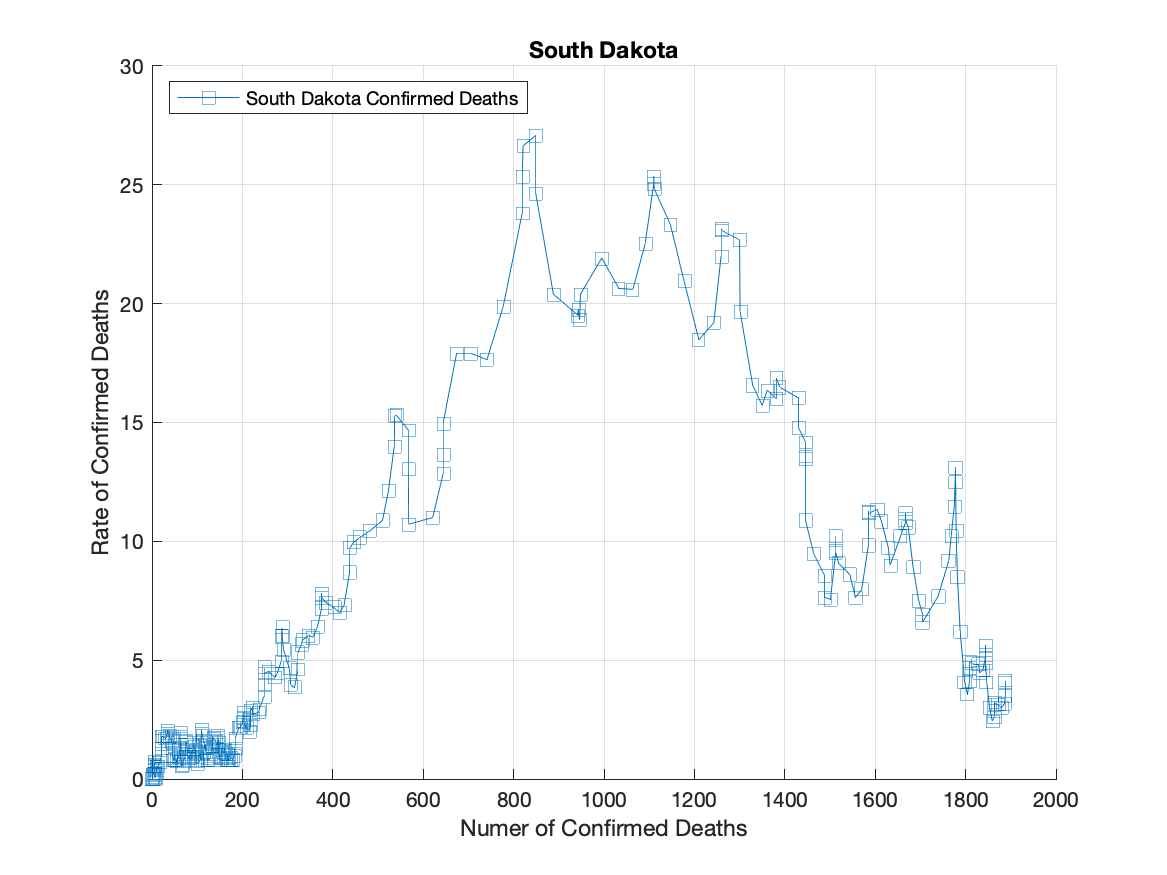 South Dakota
South Dakota Confirmed Deaths
Rate of Confirmed Deaths
30
25
20
15
10
5
0
0 200 400 600 800 1000 1200 1400 1600 1800 2000
Numer of Confirmed Deaths